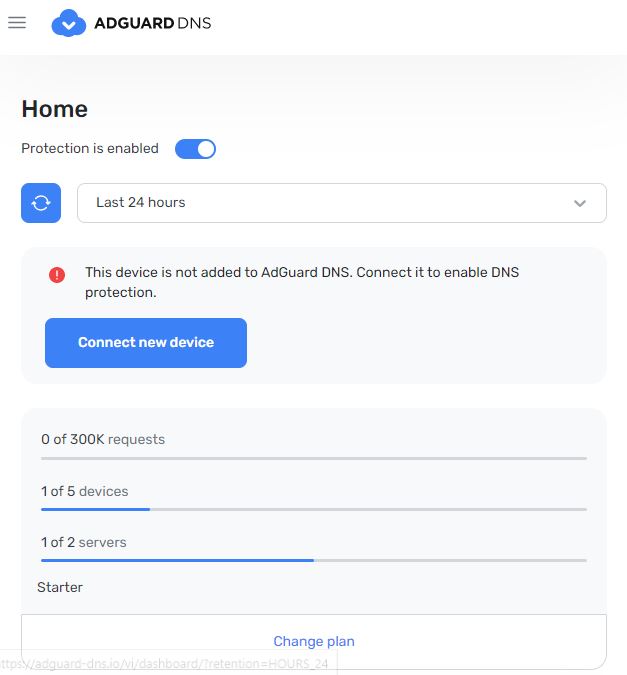 ADGUARD DNS
Home
Protection is enabled
Last 24 hours
This device is not added to AdGuard DNS. Connect it to enable DNS
protection.
Connect new device
0 of 300K requests
1 of 5 devices
1 of 2 servers
Starter
Change plan
ttps://adguard-dns.io/vi/dashboard/?retention=HOURS_24